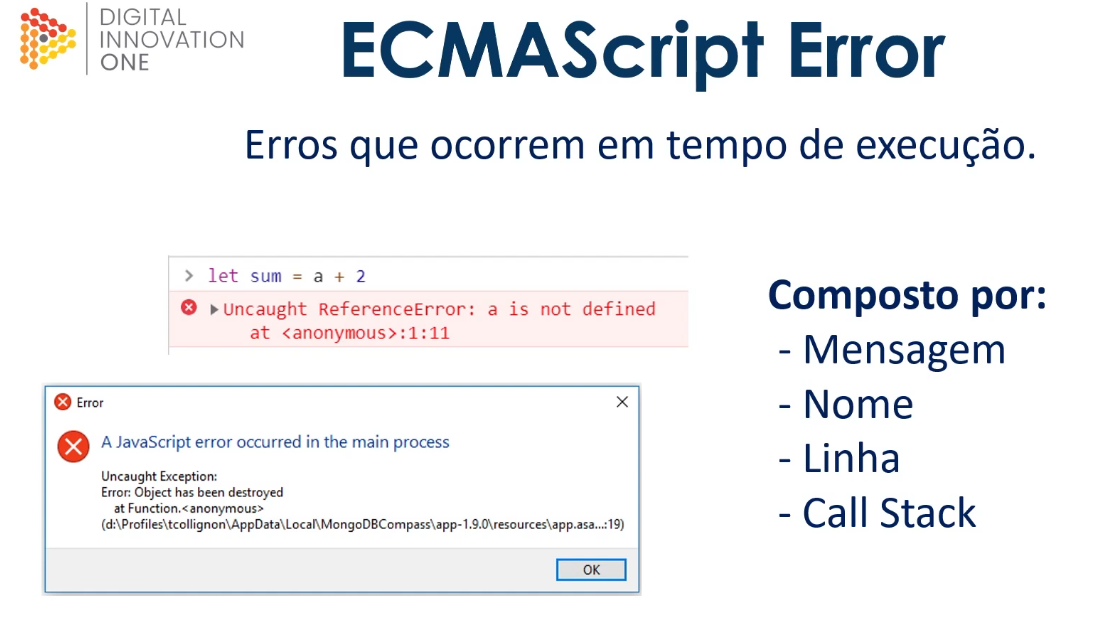 DIGITAL
INNOVATION
ONE
ECMAScript Error
Erros que ocorrem em tempo de execução.
> let sum = a + 2
Uncaught ReferenceError: a is not defined
at <anonymous>:1:11
Composto por:
- Mensagem
- Nome
- Linha
- Call Stack
Error
A JavaScript error occurred in the main process
Uncaught Exception:
Error: Object has been destroyed
at Function.<anonymous>
(d:\Profiles\tcollignon\AppData\Local\MongoDBCompass\app-1.9.0\resources\app.asa...:19)
OK